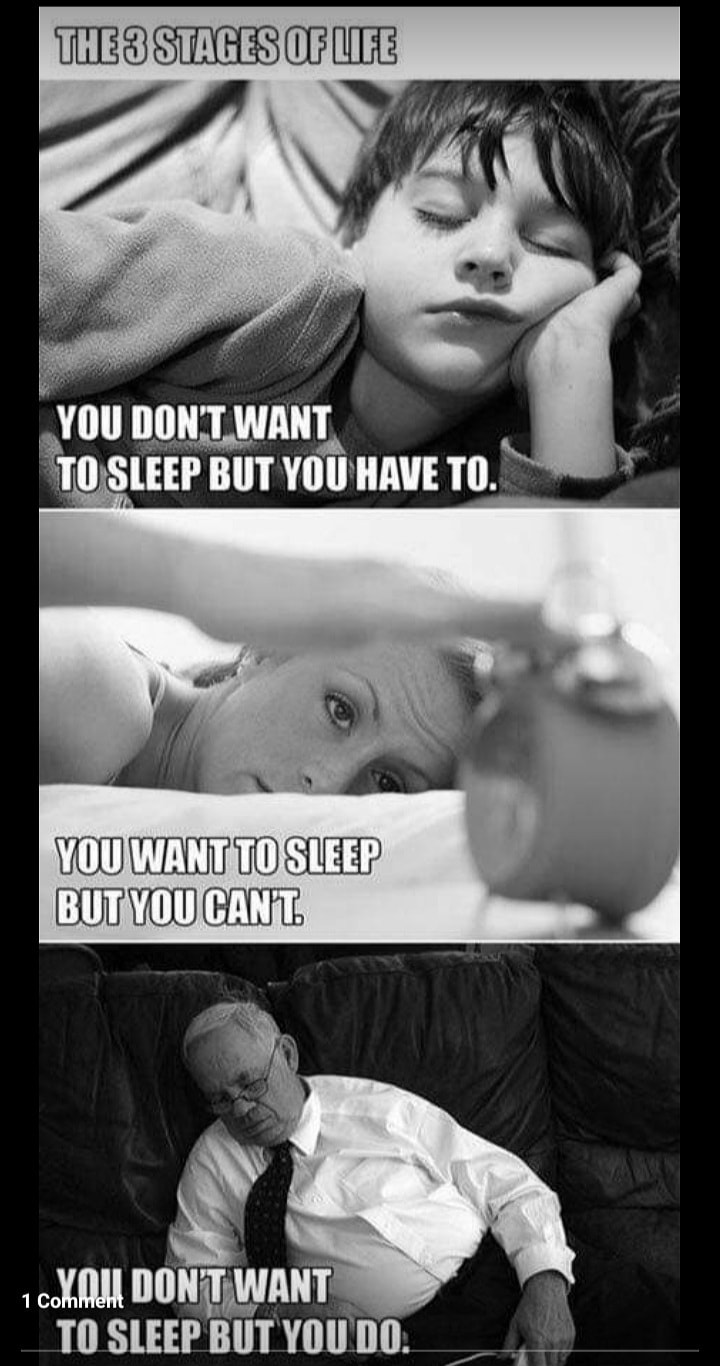 THE 3 STAGES OF LIFE
YOU DON'T WANT
TO SLEEP BUT YOU HAVE TO.
YOU WANT TO SLEEP
BUT YOU CAN'T.
YOU DON'T WANT
1 Comment
TO SLEEP BUT YOU DO.